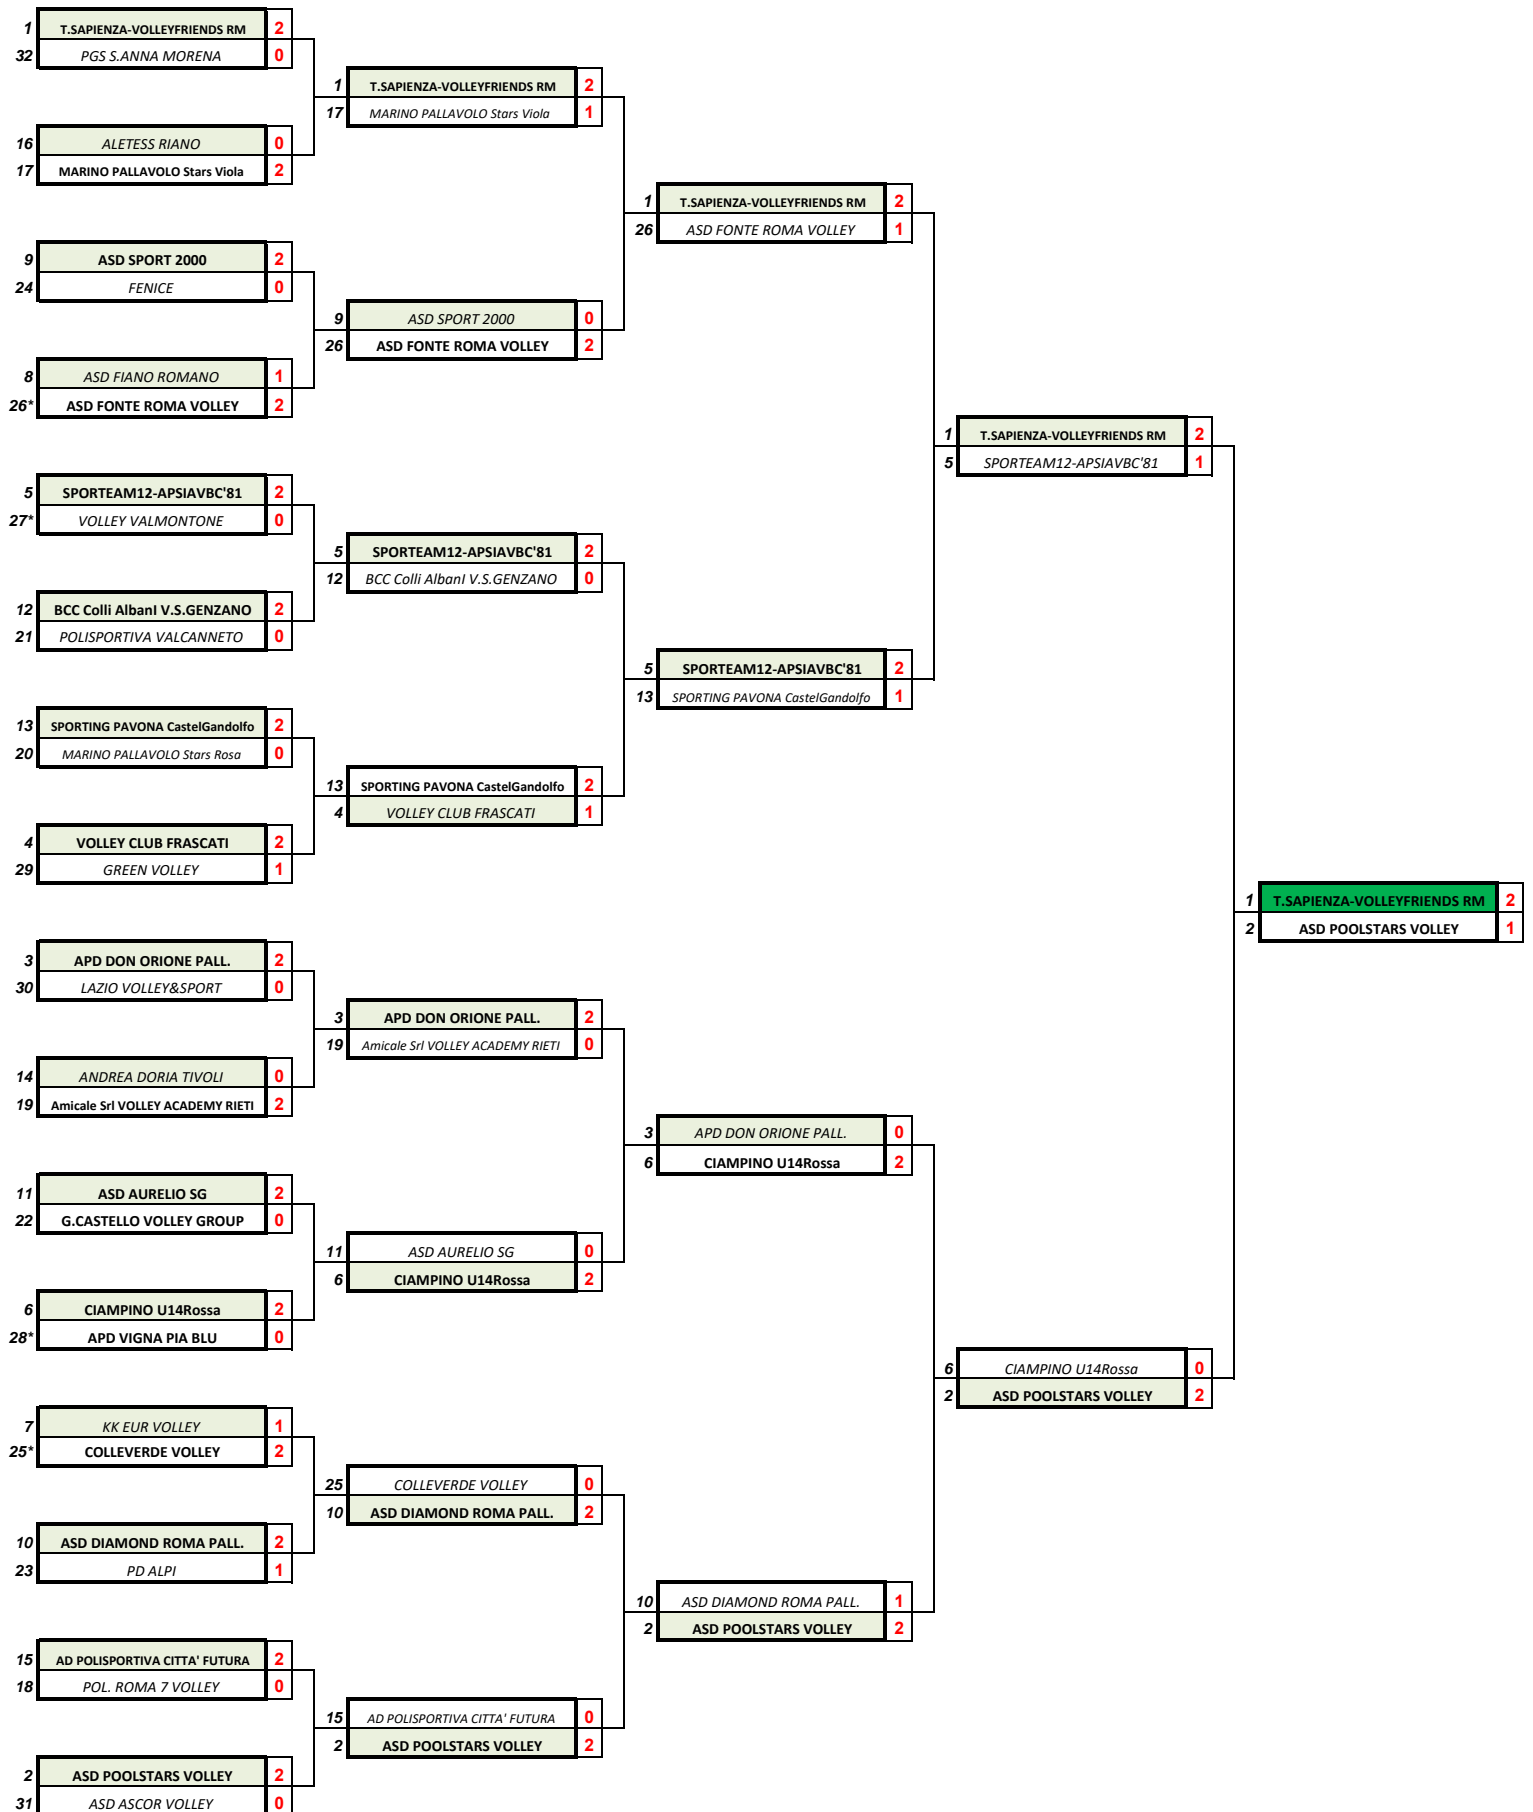 1 T.SAPIENZA-VOLLEYFRIENDS RM 2
32 PGS S.ANNA MORENA 0
16 ALETESS RIANO 0
17 MARINO PALLAVOLO Stars Viola 2
9 ASD SPORT 2000 2
24 FENICE 0
8 ASD FIANO ROMANO 1
26* ASD FONTE ROMA VOLLEY 2
5 SPORTEAM12-APSIAVBC'81 2
27* VOLLEY VALMONTONE 0
12 BCC Colli AlbanI V.S.GENZANO 2
21 POLISPORTIVA VALCANNETO 0
13 SPORTING PAVONA CastelGandolfo 2
20 MARINO PALLAVOLO Stars Rosa 0
4 VOLLEY CLUB FRASCATI 2
29 GREEN VOLLEY 1
3 APD DON ORIONE PALL. 2
30 LAZIO VOLLEY&SPORT 0
14 ANDREA DORIA TIVOLI 0
19 Amicale Srl VOLLEY ACADEMY RIETI 2
11 ASD AURELIO SG 2
22 G.CASTELLO VOLLEY GROUP 0
6 CIAMPINO U14Rossa 2
28* APD VIGNA PIA BLU 0
7 KK EUR VOLLEY 1
25* COLLEVERDE VOLLEY 2
10 ASD DIAMOND ROMA PALL. 2
23 PD ALPI 1
15 AD POLISPORTIVA CITTA' FUTURA 2
18 POL. ROMA 7 VOLLEY 0
2 ASD POOLSTARS VOLLEY 2
31 ASD ASCOR VOLLEY 0
1 T.SAPIENZA-VOLLEYFRIENDS RM 2
17 MARINO PALLAVOLO Stars Viola 1
9 ASD SPORT 2000 0
26 ASD FONTE ROMA VOLLEY 2
5 SPORTEAM12-APSIAVBC'81 2
12 BCC Colli AlbanI V.S.GENZANO 0
13 SPORTING PAVONA CastelGandolfo 2
4 VOLLEY CLUB FRASCATI 1
3 APD DON ORIONE PALL. 2
19 Amicale Srl VOLLEY ACADEMY RIETI 0
11 ASD AURELIO SG 0
6 CIAMPINO U14Rossa 2
25 COLLEVERDE VOLLEY 0
10 ASD DIAMOND ROMA PALL. 2
15 AD POLISPORTIVA CITTA' FUTURA 0
2 ASD POOLSTARS VOLLEY 2
1 T.SAPIENZA-VOLLEYFRIENDS RM 2
26 ASD FONTE ROMA VOLLEY 1
5 SPORTEAM12-APSIAVBC'81 2
13 SPORTING PAVONA CastelGandolfo 1
3 APD DON ORIONE PALL. 0
6 CIAMPINO U14Rossa 2
10 ASD DIAMOND ROMA PALL. 1
2 ASD POOLSTARS VOLLEY 2
1 T.SAPIENZA-VOLLEYFRIENDS RM 2
5 SPORTEAM12-APSIAVBC'81 1
6 CIAMPINO U14Rossa 0
2 ASD POOLSTARS VOLLEY 2
1 T.SAPIENZA-VOLLEYFRIENDS RM 2
2 ASD POOLSTARS VOLLEY 1